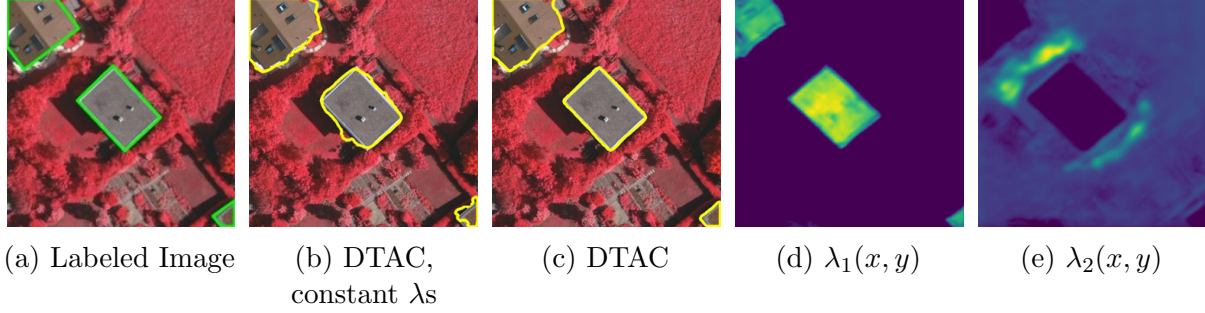 (a) Labeled Image
(b) DTAC,
constant λs
(c) DTAC
(d) λ₁(x, y)
(e) λ₂(x, y)